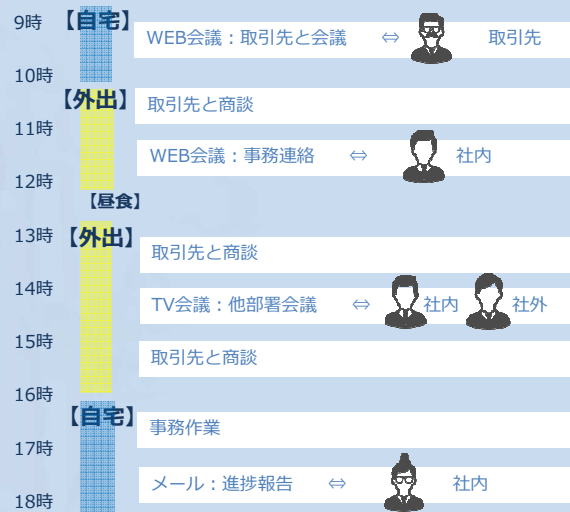 9時 【自宅】
WEB会議：取引先と会議 ⇔ 取引先
10時
【外出】 取引先と商談
11時
WEB会議：事務連絡 ⇔ 社内
12時
【昼食】
13時 【外出】
取引先と商談
14時
TV会議：他部署会議 ⇔ 社内 社外
15時
取引先と商談
16時
【自宅】
事務作業
17時
メール：進捗報告 ⇔ 社内
18時